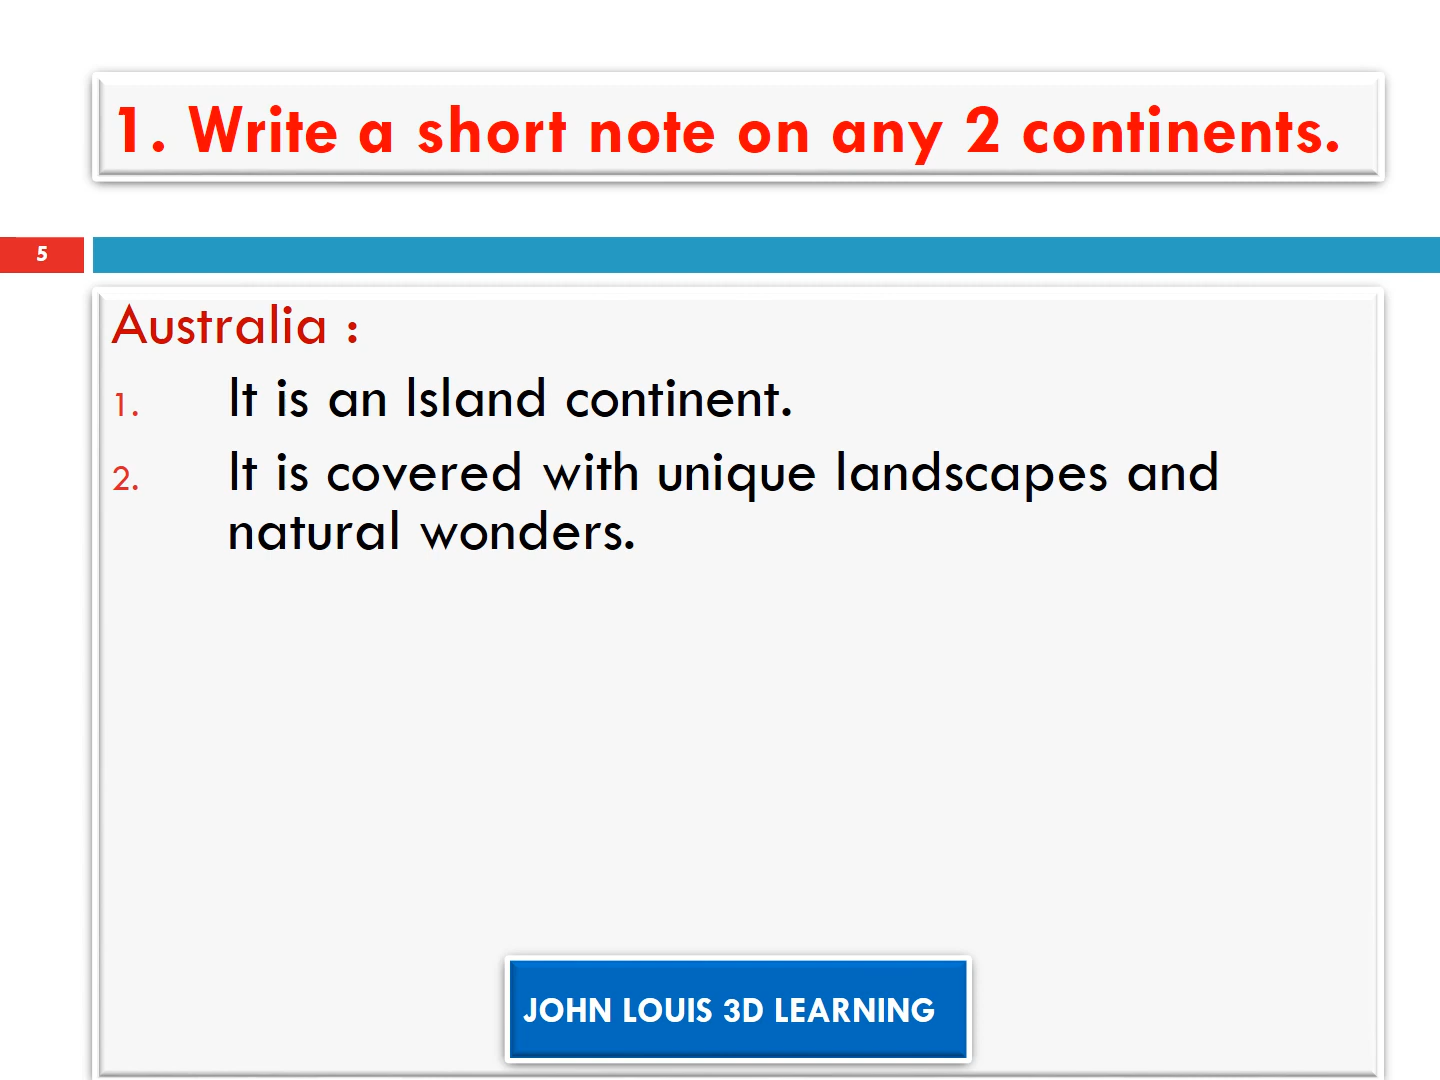 1. Write a short note on any 2 continents.
5
Australia :
1. It is an Island continent.
2. It is covered with unique landscapes and
natural wonders.
JOHN LOUIS 3D LEARNING